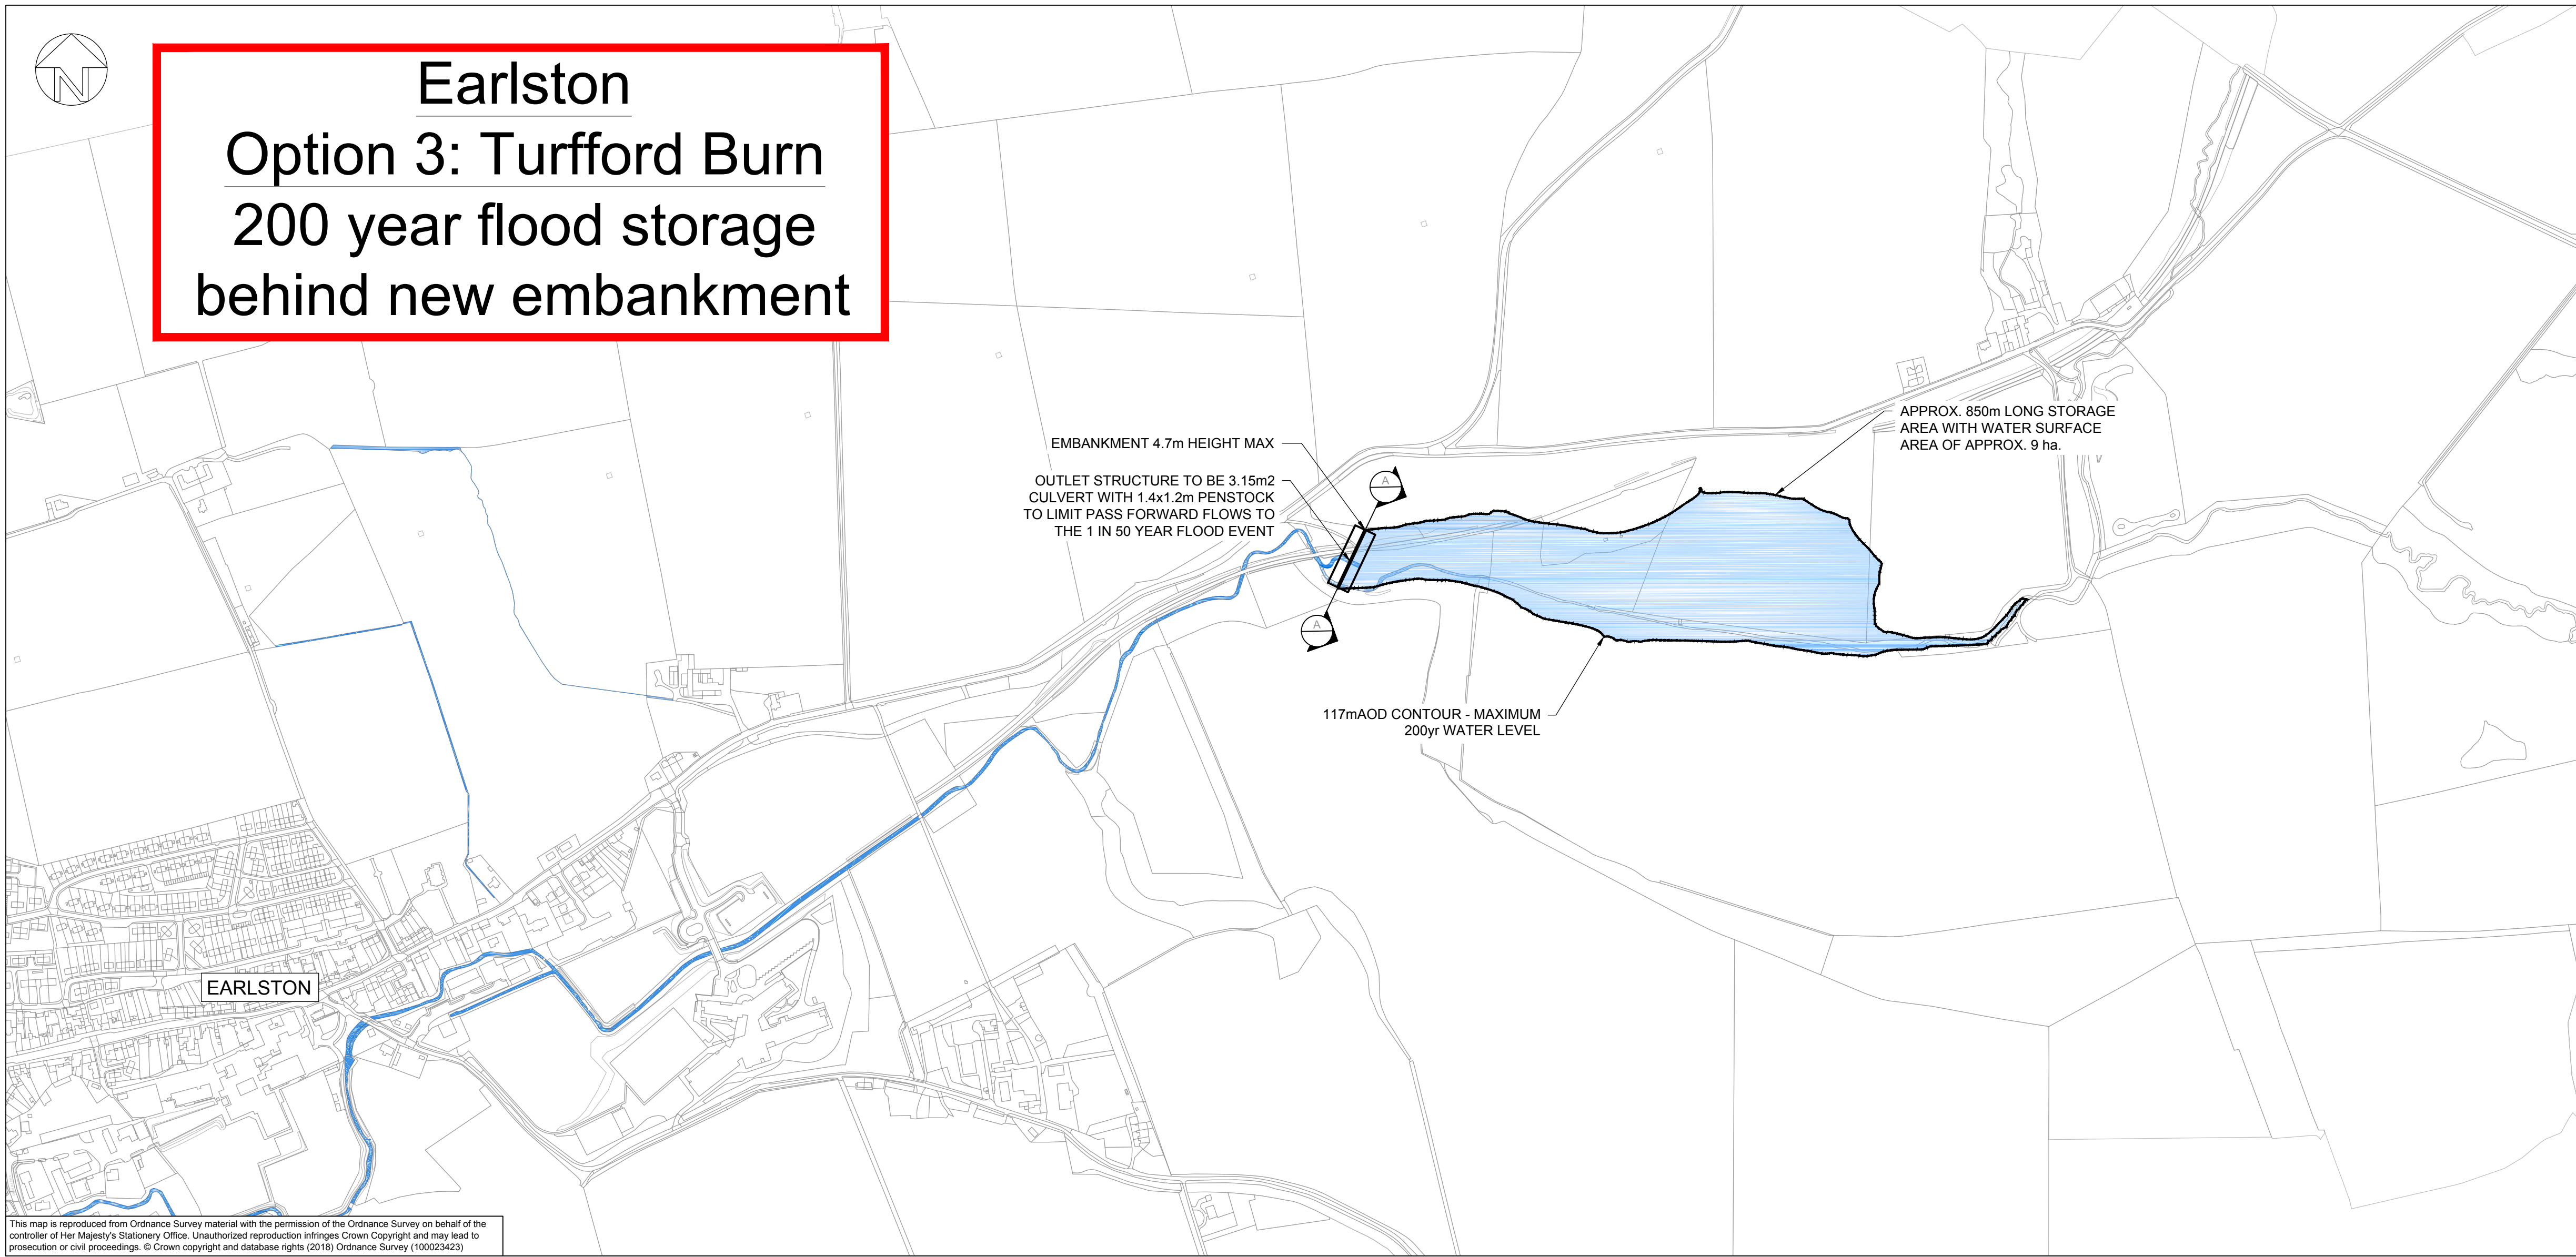 N
Earlston
Option 3: Turfford Burn
200 year flood storage
behind new embankment
APPROX. 850m LONG STORAGE
AREA WITH WATER SURFACE
AREA OF APPROX. 9 ha.
EMBANKMENT 4.7m HEIGHT MAX
OUTLET STRUCTURE TO BE 3.15m2
CULVERT WITH 1.4x1.2m PENSTOCK
TO LIMIT PASS FORWARD FLOWS TO
THE 1 IN 50 YEAR FLOOD EVENT
A
A
117mAOD CONTOUR - MAXIMUM
200yr WATER LEVEL
EARLSTON
This map is reproduced from Ordnance Survey material with the permission of the Ordnance Survey on behalf of the
controller of Her Majesty's Stationery Office. Unauthorized reproduction infringes Crown Copyright and may lead to
prosecution or civil proceedings. © Crown copyright and database rights (2018) Ordnance Survey (100023423)